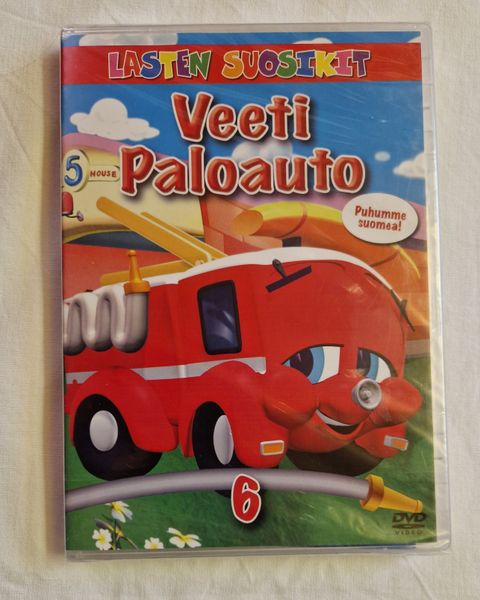 LASTEN SUOSIKIT
Veeti
Paloauto
5
HOUSE
Puhumme
suomea!
6
DVD
VIDEO